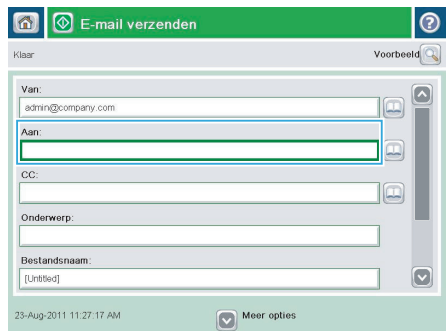 E-mail verzenden
Klaar
Voorbeeld
Van:
admin@company.com
Aan:
CC:
Onderwerp:
Bestandsnaam:
[Untitled]
23-Aug-2011 11:27:17 AM
Meer opties